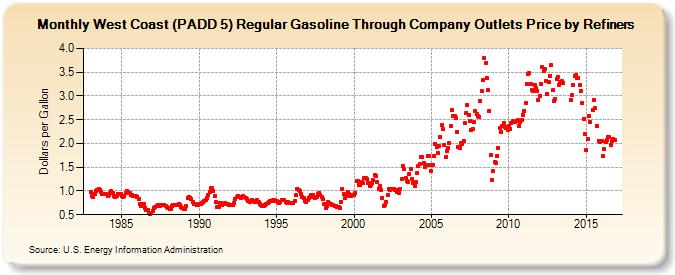 Monthly West Coast (PADD 5) Regular Gasoline Through Company Outlets Price by Refiners
Dollars per Gallon
4.0
3.5
3.0
2.5
2.0
1.5
1.0
0.5
1985 1990 1995 2000 2005 2010 2015
Source: U.S. Energy Information Administration